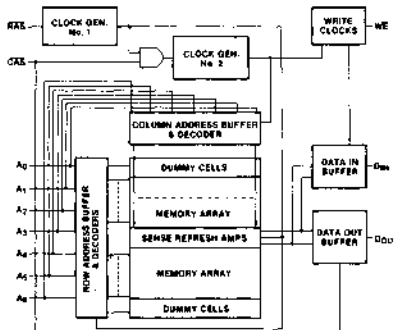 RAS
CLOCK GEN.
No. 1
WRITE
CLOCKS
WE
CAS
CLOCK GEN.
No. 2
COLUMN ADDRESS BUFFER
& DECODER
A0
A1
A2
A3
A4
A5
A6
ROW ADDRESS BUFFER
& DECODERS
DUMMY CELLS
MEMORY ARRAY
SENSE REFRESH AMPS
MEMORY ARRAY
DUMMY CELLS
DATA IN
BUFFER
DIN
DATA OUT
BUFFER
DOU